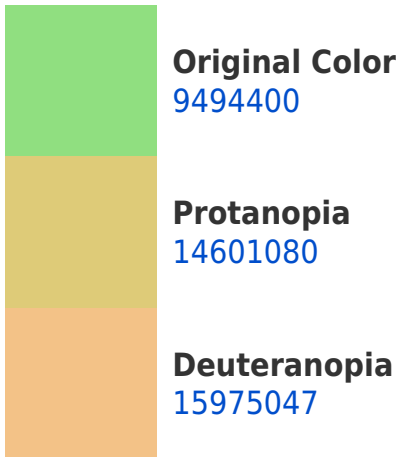 Original Color
9494400
Protanopia
14601080
Deuteranopia
15975047